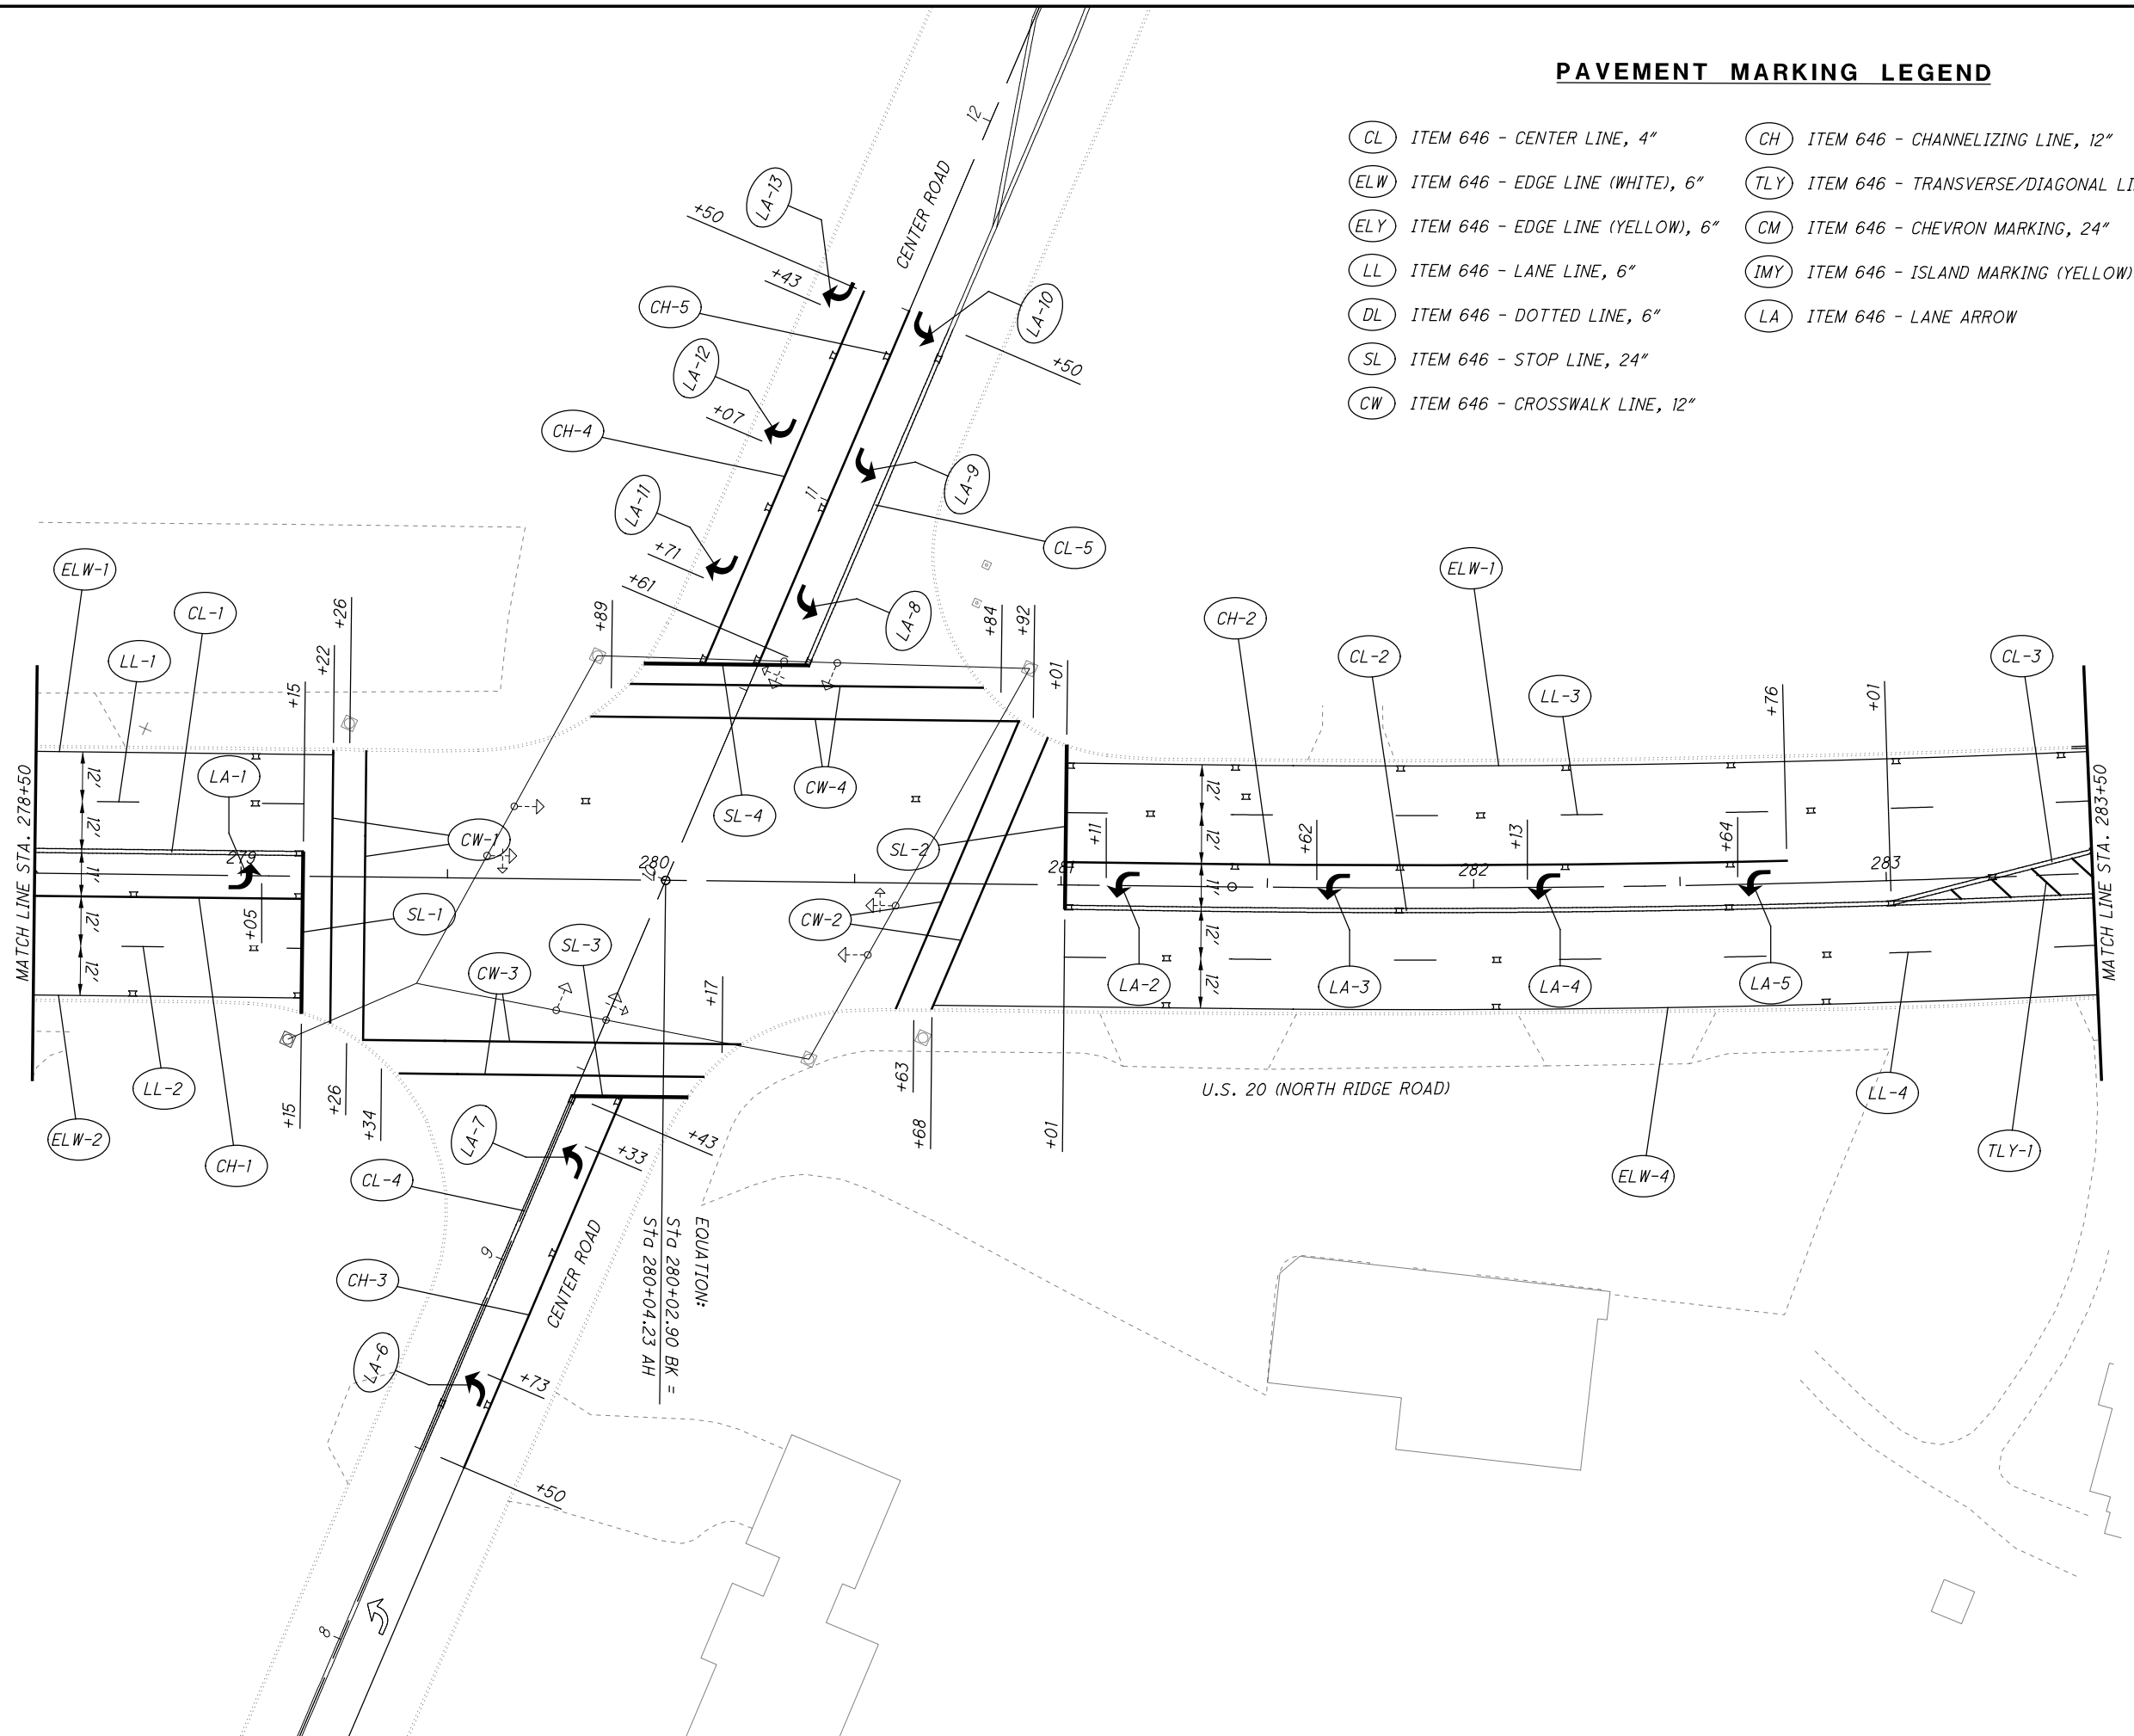 PAVEMENT MARKING LEGEND
CL ITEM 646 - CENTER LINE, 4"
ELW ITEM 646 - EDGE LINE (WHITE), 6"
ELY ITEM 646 - EDGE LINE (YELLOW), 6"
LL ITEM 646 - LANE LINE, 6"
DL ITEM 646 - DOTTED LINE, 6"
SL ITEM 646 - STOP LINE, 24"
CW ITEM 646 - CROSSWALK LINE, 12"
CH ITEM 646 - CHANNELIZING LINE, 12"
TLY ITEM 646 - TRANSVERSE/DIAGONAL LI
CM ITEM 646 - CHEVRON MARKING, 24"
IMY ITEM 646 - ISLAND MARKING (YELLOW)
LA ITEM 646 - LANE ARROW
12
CENTER ROAD
LA-13
+50
+43
CH-5
LA-10
+50
LA-12
+07
CH-4
11
LA-9
LA-11
+71
CL-5
+61
LA-8
ELW-1
CL-1
LL-1
+15
+22
+26
+89
+84
+92
+01
CH-2
ELW-1
CL-2
LL-3
+76
+01
CL-3
MATCH LINE STA. 278+50
12'
12'
11'
12'
12'
LA-1
279
+05
CW-1
SL-1
SL-4
CW-4
280
SL-2
CW-2
281
+11
12'
12'
11'
12'
12'
+62
+13
282
+64
283
MATCH LINE STA. 283+50
LA-2
LA-3
LA-4
LA-5
SL-3
CW-3
+17
+63
+68
+01
U.S. 20 (NORTH RIDGE ROAD)
LL-4
ELW-4
TLY-1
LL-2
ELW-2
CH-1
+15
+26
+34
LA-7
+43
+33
CL-4
9
CENTER ROAD
CH-3
EQUATION:
Sta 280+02.90 BK =
Sta 280+04.23 AH
LA-6
+73
+50
8